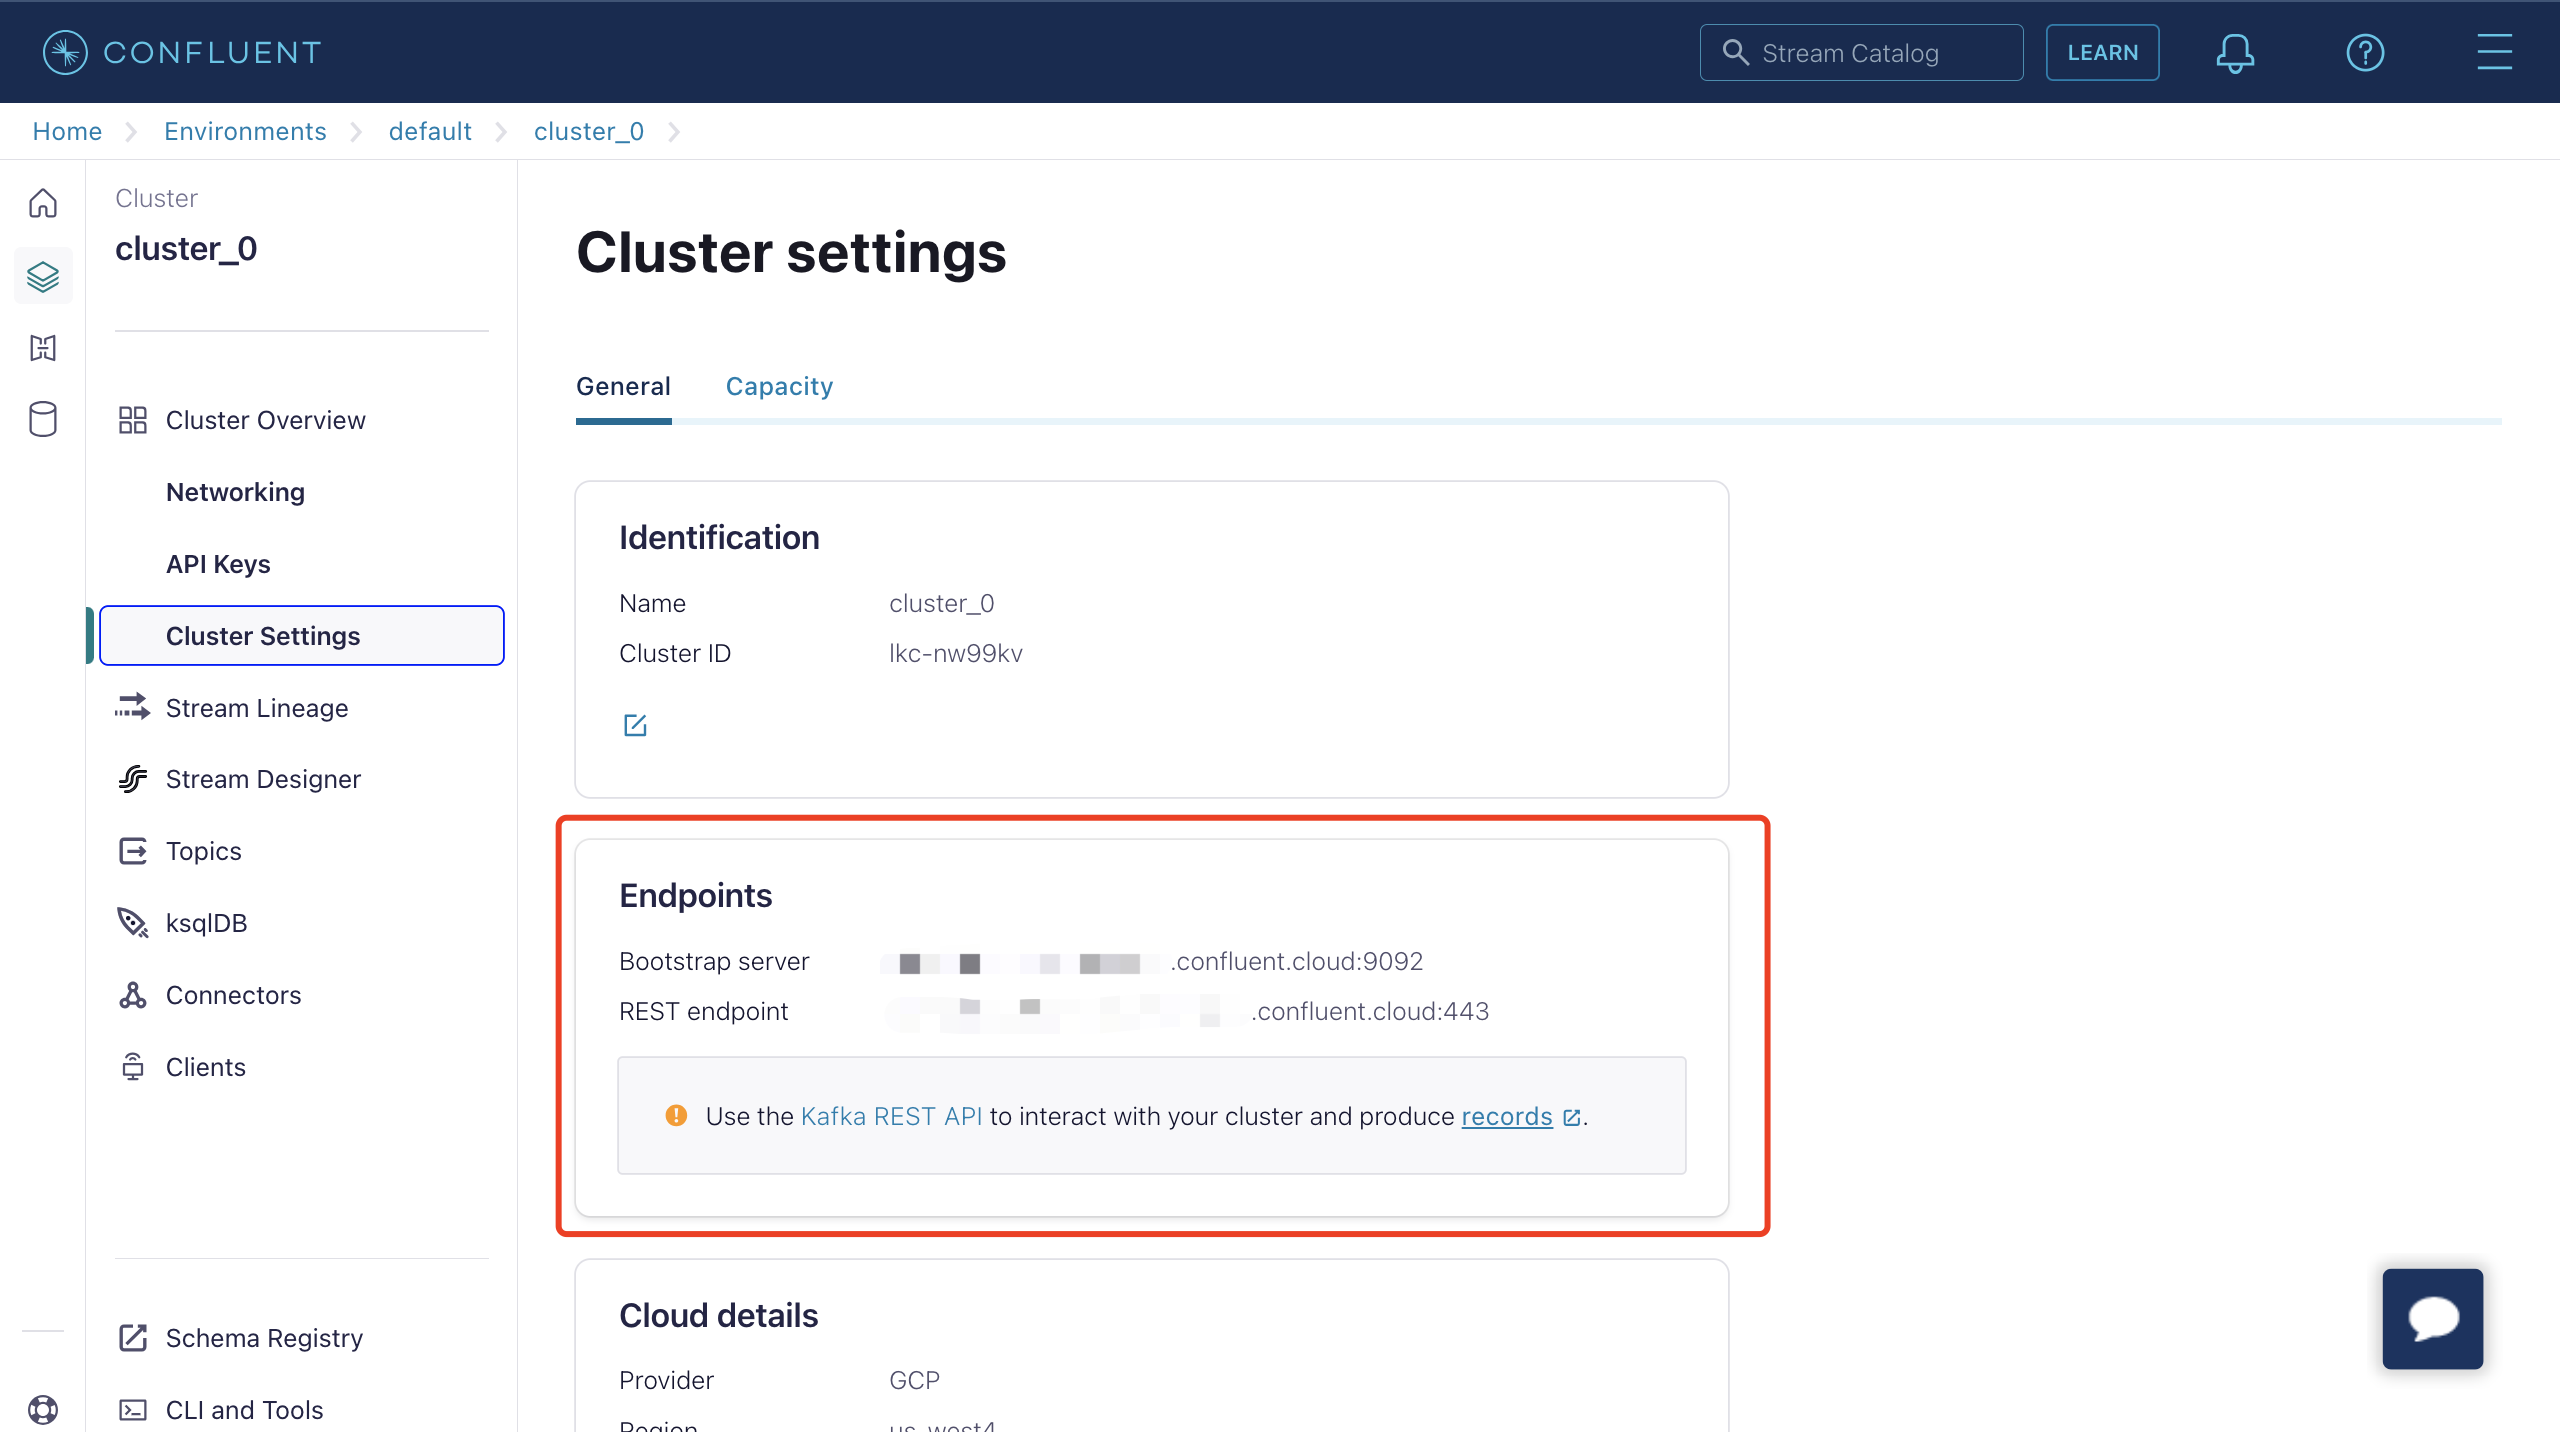 CONFLUENT
Stream Catalog
LEARN
Home
Environments
default
cluster_0
Cluster
cluster_0
Cluster Overview
Networking
API Keys
Cluster Settings
Stream Lineage
Stream Designer
Topics
ksqlDB
Connectors
Clients
Schema Registry
CLI and Tools
Cluster settings
General Capacity
Identification
Name cluster_0
Cluster ID lkc-nw99kv
Endpoints
Bootstrap server .confluent.cloud:9092
REST endpoint .confluent.cloud:443
Use the Kafka REST API to interact with your cluster and produce records.
Cloud details
Provider GCP
Region us-west4